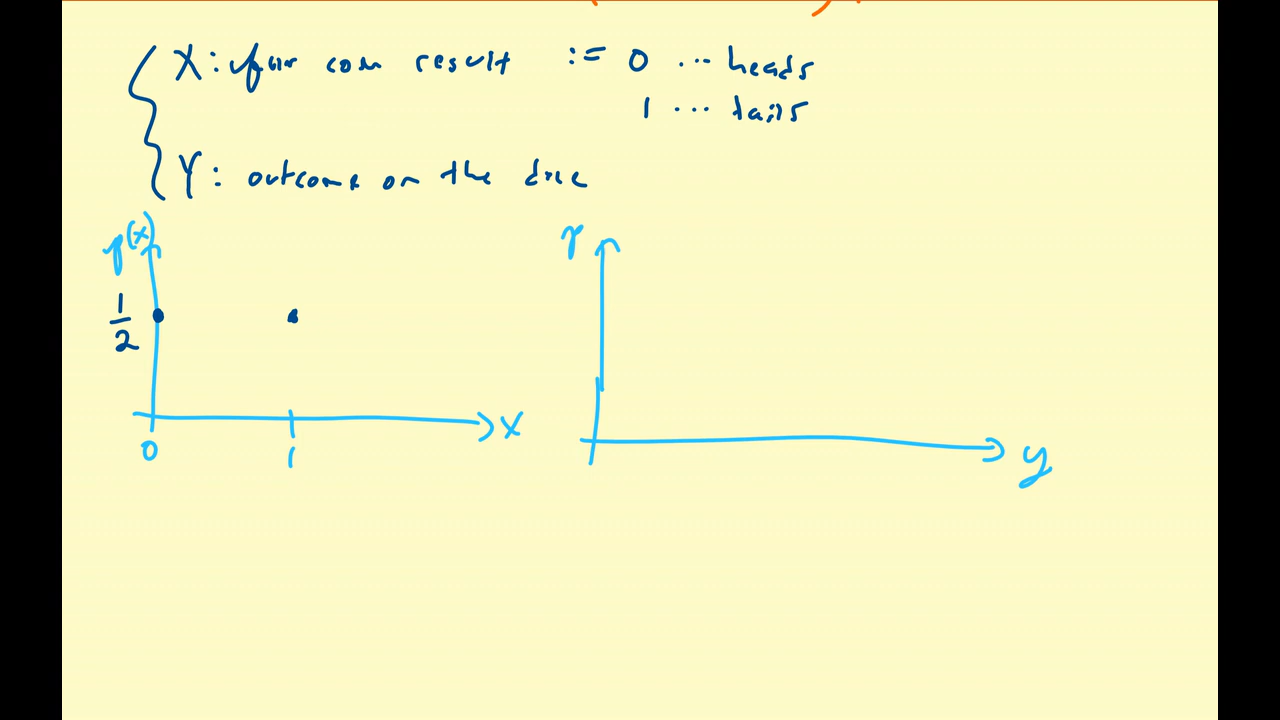 X: fair coin result := 0 ... heads
1 ... tails
Y: outcome on the dice
p(x)
1/2
0 1 x
p
y